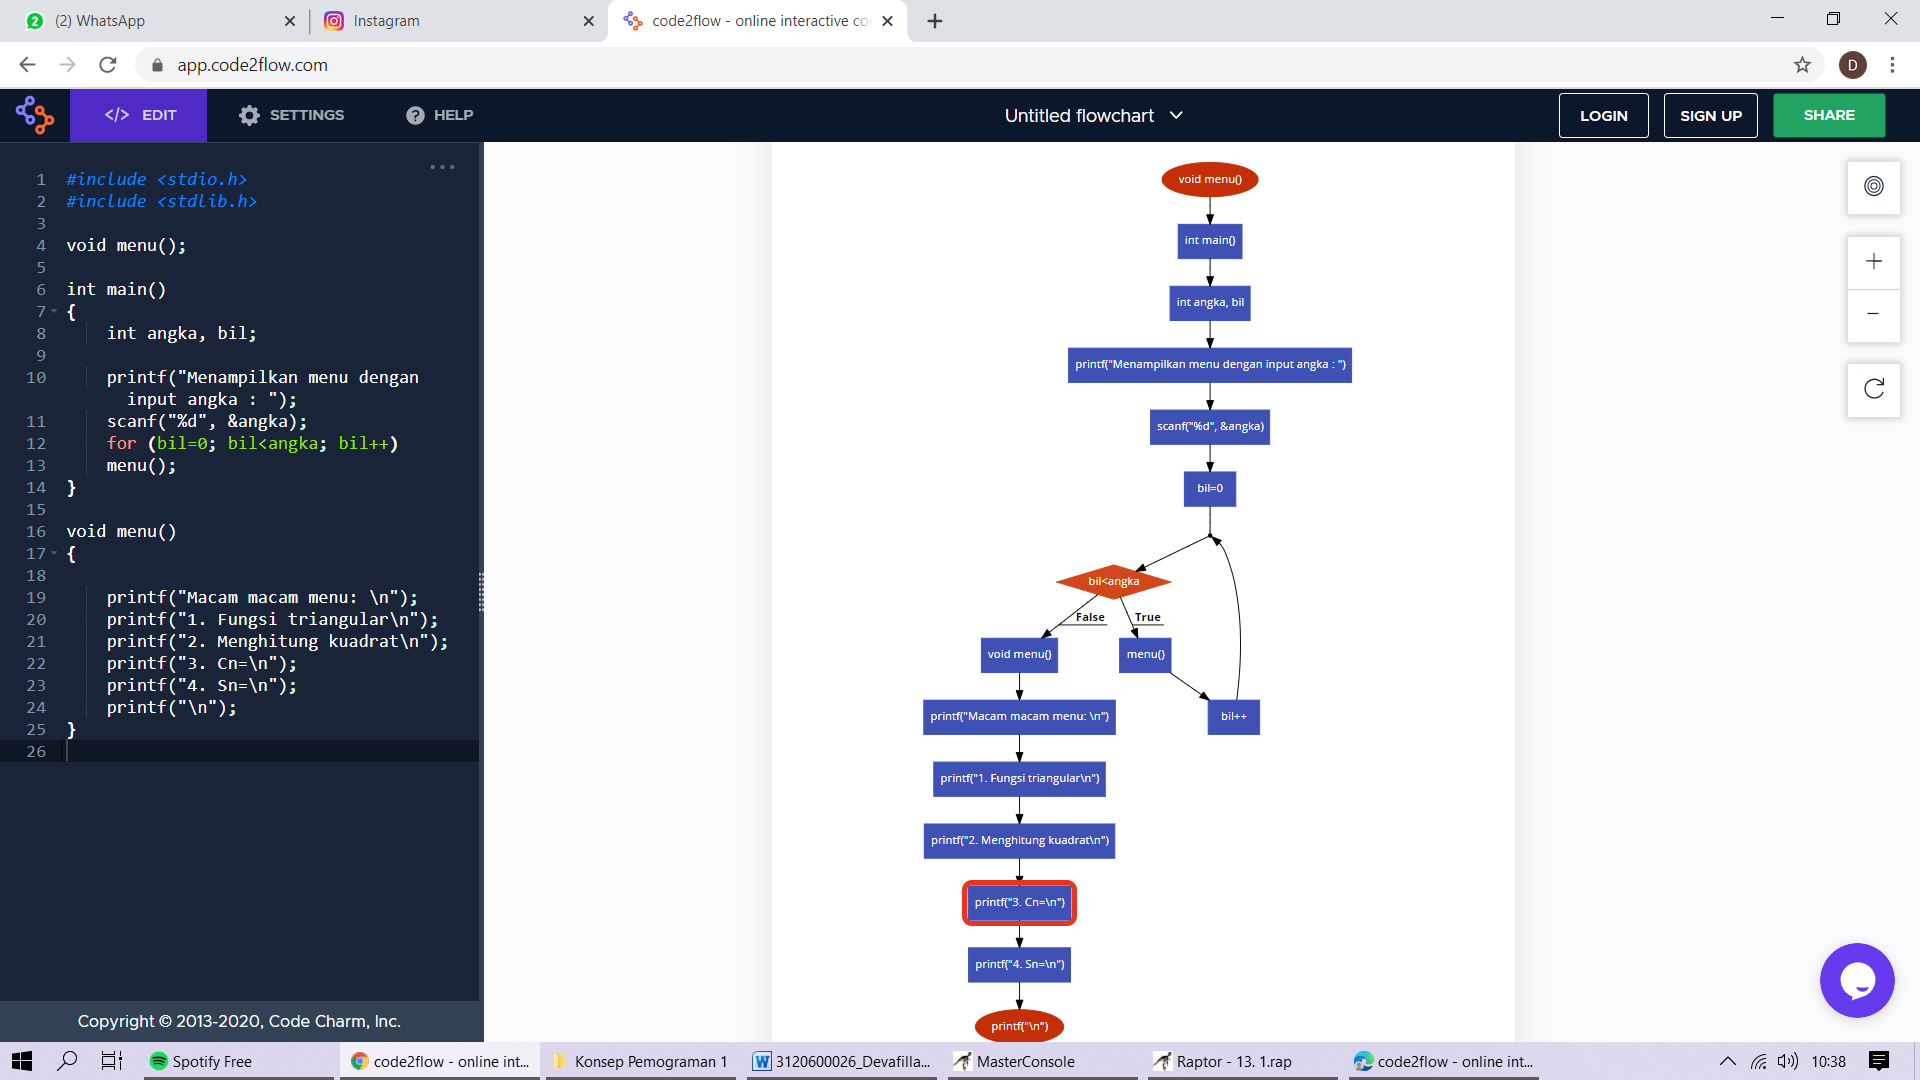 (2) WhatsApp
Instagram
code2flow - online interactive co
app.code2flow.com
D
</> EDIT
SETTINGS
? HELP
Untitled flowchart
LOGIN
SIGN UP
SHARE
1 #include <stdio.h>
2 #include <stdlib.h>
3
4 void menu();
5
6 int main()
7 {
8 int angka, bil;
9
10 printf("Menampilkan menu dengan
input angka : ");
11 scanf("%d", &angka);
12 for (bil=0; bil<angka; bil++)
13 menu();
14 }
15
16 void menu()
17 {
18
19 printf("Macam macam menu: \n");
20 printf("1. Fungsi triangular\n");
21 printf("2. Menghitung kuadrat\n");
22 printf("3. Cn=\n");
23 printf("4. Sn=\n");
24 printf("\n");
25 }
26
Copyright © 2013-2020, Code Charm, Inc.
void menu()
int main()
int angka, bil
printf("Menampilkan menu dengan input angka : ")
scanf("%d", &angka)
bil=0
bil<angka
False
True
void menu()
menu()
printf("Macam macam menu: \n")
bil++
printf("1. Fungsi triangular\n")
printf("2. Menghitung kuadrat\n")
printf("3. Cn=\n")
printf("4. Sn=\n")
printf("\n")
Spotify Free
code2flow - online int...
Konsep Pemograman 1
3120600026_Devafilla...
MasterConsole
Raptor - 13. 1.rap
code2flow - online int...
10:38